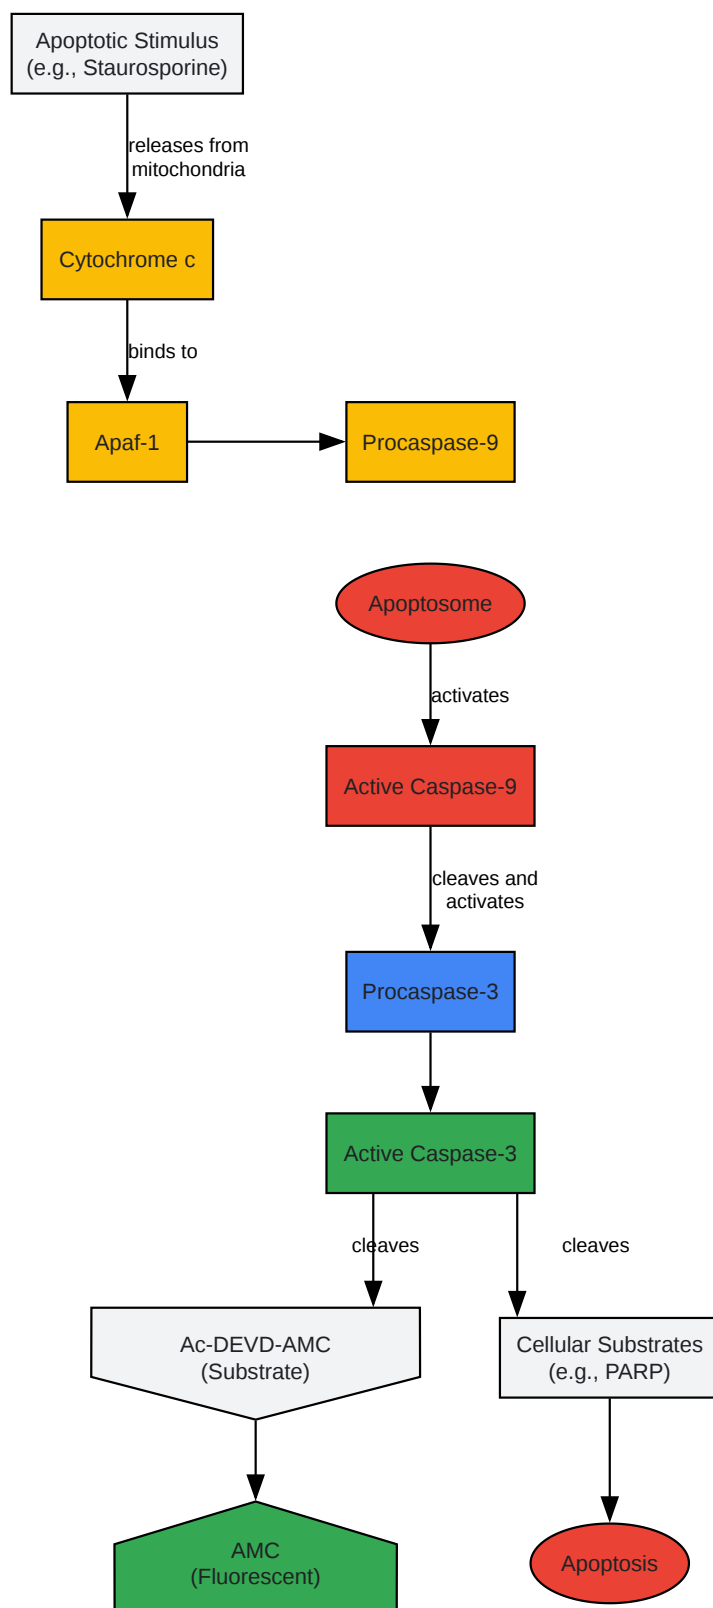 Apoptotic Stimulus
(e.g., Staurosporine)
releases from
mitochondria
Cytochrome c
binds to
Apaf-1
Procaspase-9
Apoptosome
activates
Active Caspase-9
cleaves and
activates
Procaspase-3
Active Caspase-3
cleaves
cleaves
Ac-DEVD-AMC
(Substrate)
Cellular Substrates
(e.g., PARP)
AMC
(Fluorescent)
Apoptosis